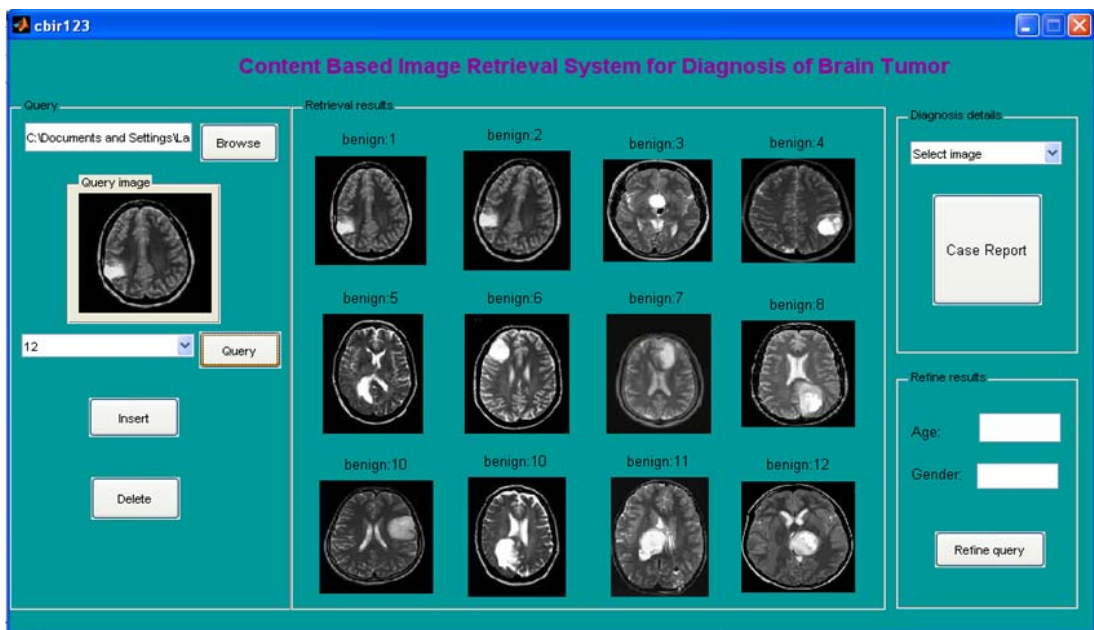 cbir123
Content Based Image Retrieval System for Diagnosis of Brain Tumor
Query
C:\Documents and Settings\La
Browse
Query image
12
Query
Insert
Delete
Retrieval results
benign:1
benign:2
benign:3
benign:4
benign:5
benign:6
benign:7
benign:8
benign:10
benign:10
benign:11
benign:12
Diagnosis details
Select image
Case Report
Refine results
Age:
Gender:
Refine query